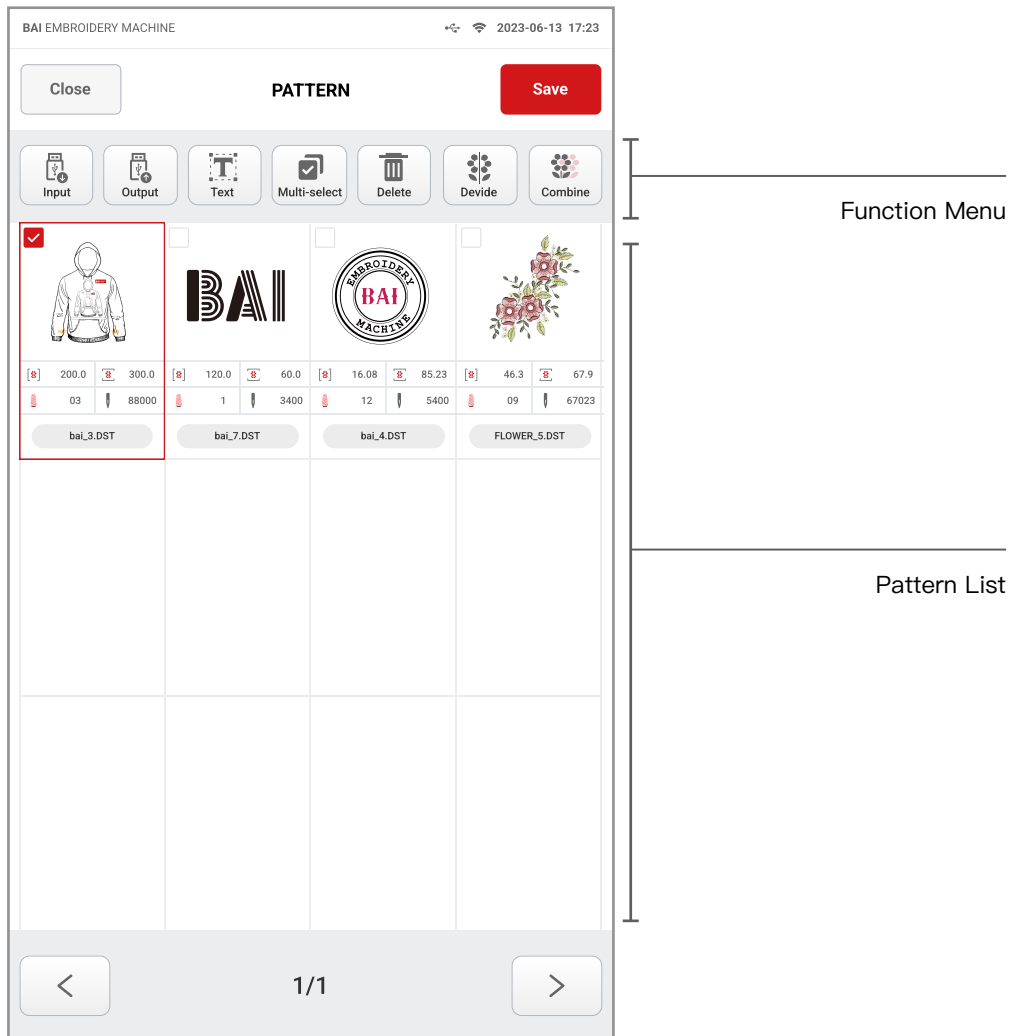 BAI EMBROIDERY MACHINE 2023-06-13 17:23
Close PATTERN Save
Input Output Text Multi-select Delete Devide Combine
Function Menu
BAI
EMBROIDERY
BAI
MACHINE
200.0 300.0 120.0 60.0 16.08 85.23 46.3 67.9
03 88000 1 3400 12 5400 09 67023
bai_3.DST bai_7.DST bai_4.DST FLOWER_5.DST
Pattern List
< 1/1 >